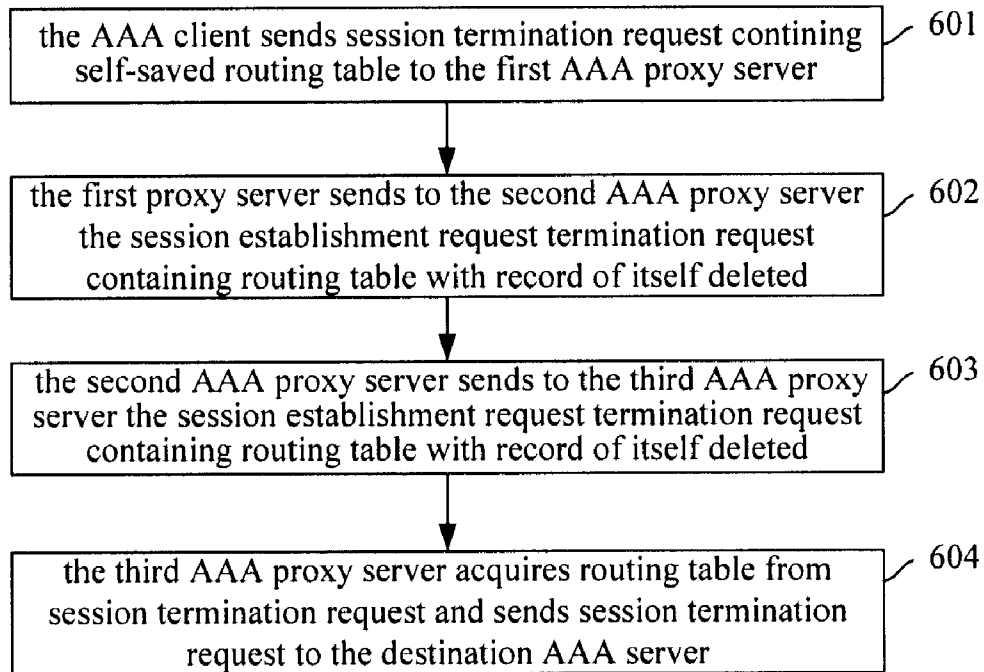 the AAA client sends session termination request contining
self-saved routing table to the first AAA proxy server
601
the first proxy server sends to the second AAA proxy server
the session establishment request termination request
containing routing table with record of itself deleted
602
the second AAA proxy server sends to the third AAA proxy
server the session establishment request termination request
containing routing table with record of itself deleted
603
the third AAA proxy server acquires routing table from
session termination request and sends session termination
request to the destination AAA server
604